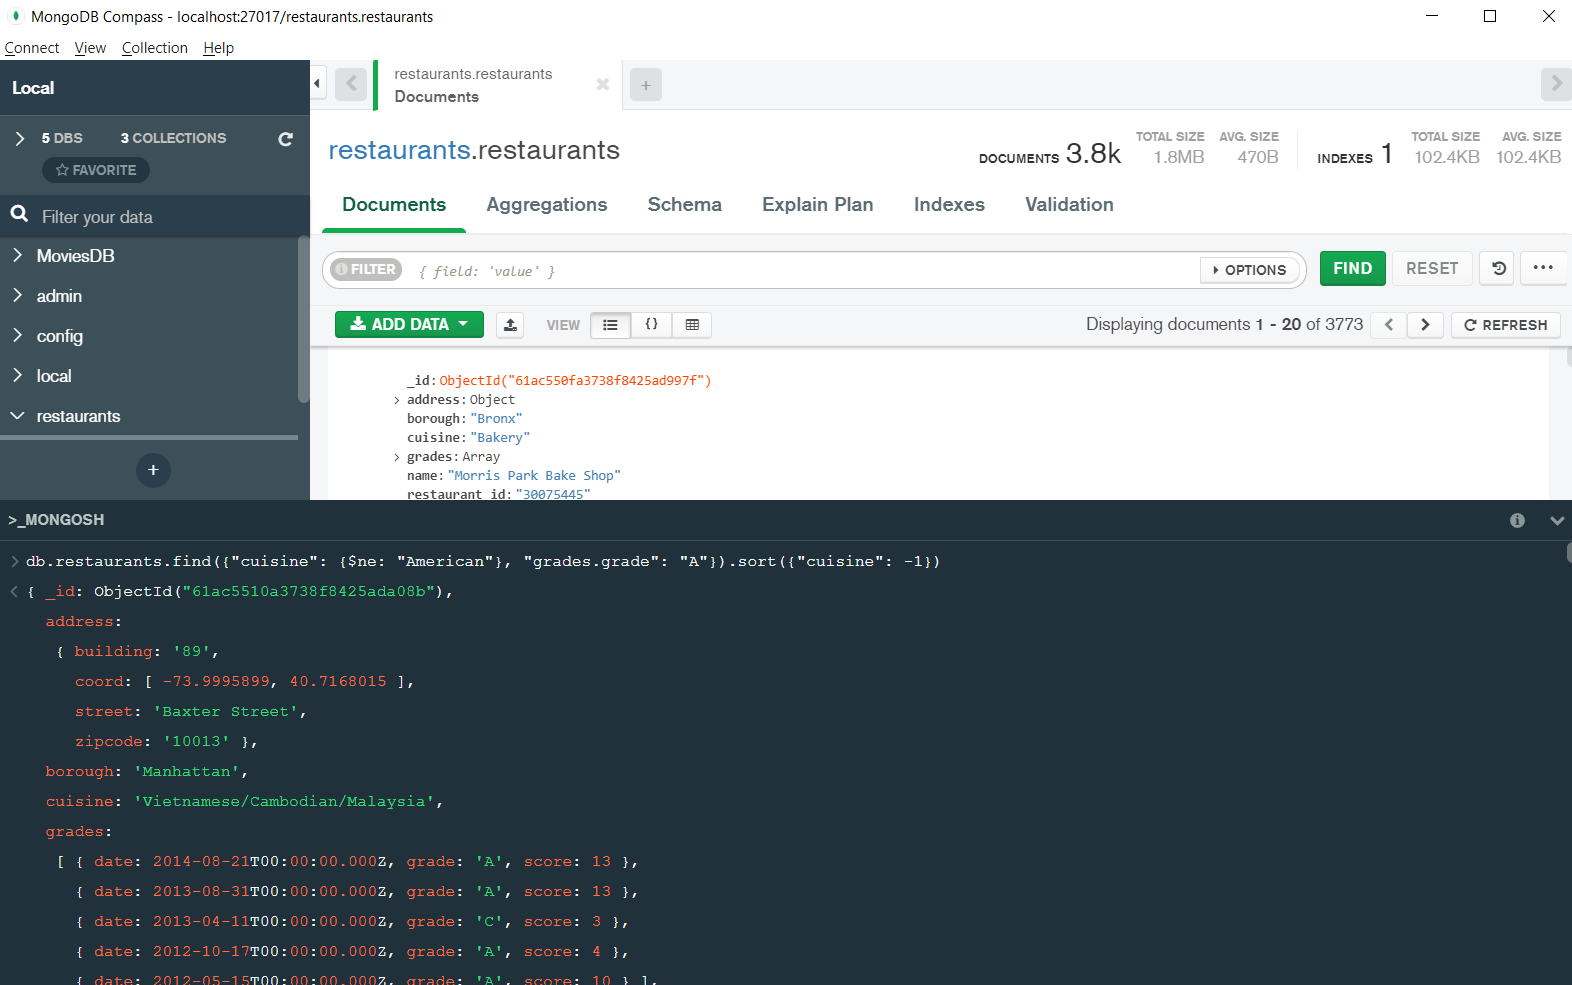 MongoDB Compass - localhost:27017/restaurants.restaurants
Connect View Collection Help
Local
5 DBS 3 COLLECTIONS
FAVORITE
Filter your data
MoviesDB
admin
config
local
restaurants
+
restaurants.restaurants
Documents
+
restaurants.restaurants
DOCUMENTS 3.8k TOTAL SIZE 1.8MB AVG. SIZE 470B INDEXES 1 TOTAL SIZE 102.4KB AVG. SIZE 102.4KB
Documents Aggregations Schema Explain Plan Indexes Validation
FILTER { field: 'value' } OPTIONS FIND RESET ...
ADD DATA VIEW {} Displaying documents 1 - 20 of 3773 < > REFRESH
_id: ObjectId("61ac550fa3738f8425ad997f")
> address: Object
borough: "Bronx"
cuisine: "Bakery"
> grades: Array
name: "Morris Park Bake Shop"
restaurant_id: "30075445"
>_MONGOSH
> db.restaurants.find({"cuisine": {$ne: "American"}, "grades.grade": "A"}).sort({"cuisine": -1})
< { _id: ObjectId("61ac5510a3738f8425ada08b"),
address:
{ building: '89',
coord: [ -73.9995899, 40.7168015 ],
street: 'Baxter Street',
zipcode: '10013' },
borough: 'Manhattan',
cuisine: 'Vietnamese/Cambodian/Malaysia',
grades:
[ { date: 2014-08-21T00:00:00.000Z, grade: 'A', score: 13 },
{ date: 2013-08-31T00:00:00.000Z, grade: 'A', score: 13 },
{ date: 2013-04-11T00:00:00.000Z, grade: 'C', score: 3 },
{ date: 2012-10-17T00:00:00.000Z, grade: 'A', score: 4 },
{ date: 2012-05-15T00:00:00.000Z, grade: 'A', score: 10 } ],